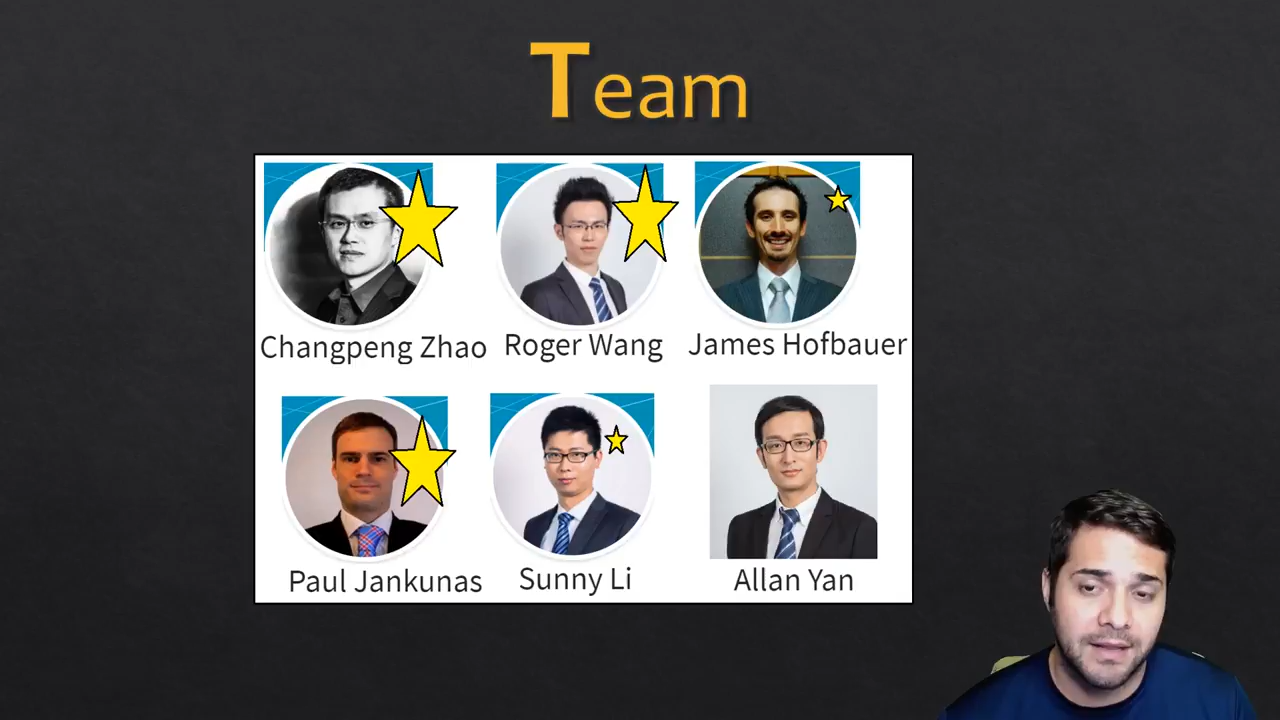 Team
Changpeng Zhao
Roger Wang
James Hofbauer
Paul Jankunas
Sunny Li
Allan Yan